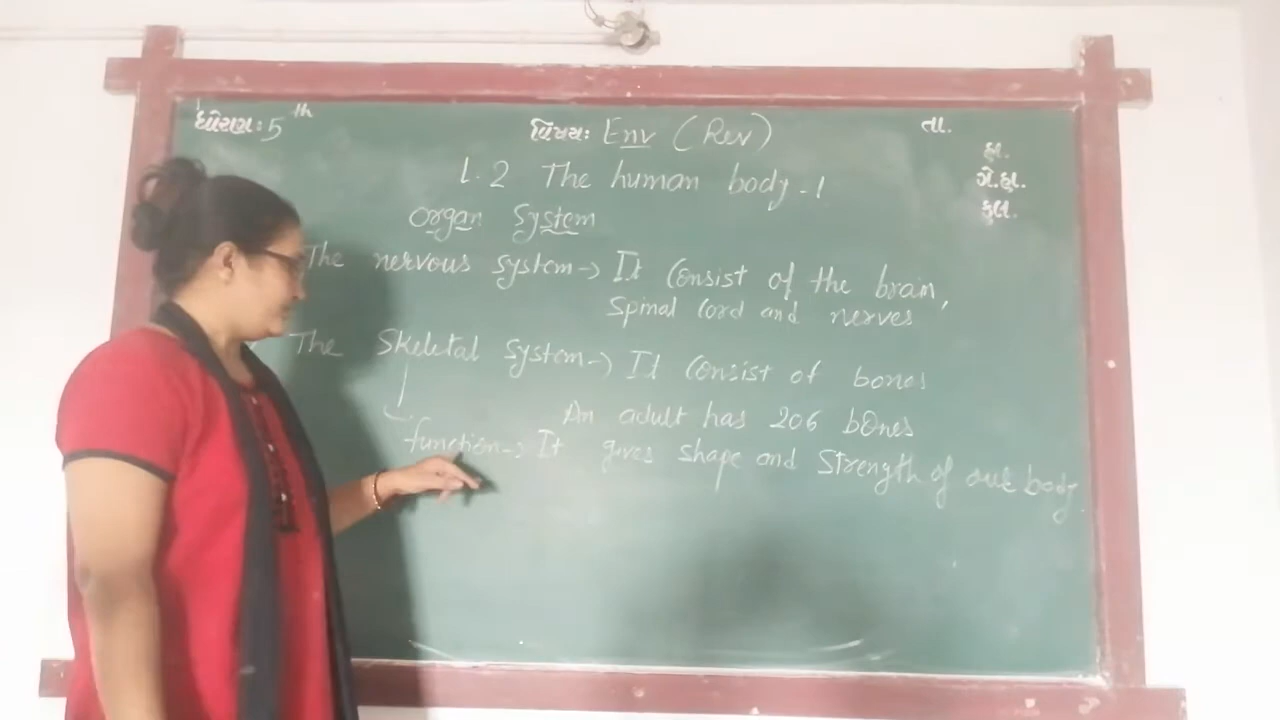 ધોરણ: 5th
વિષય: Env (Rev)
તા.
હા.
ગે.હા.
કુલ.
L.2 The human body-1
Organ System
The nervous system→ It consist of the brain,
Spinal Cord and nerves
The Skeletal System→ It consist of bones
An adult has 206 bones
function→ It gives shape and Strength of our body